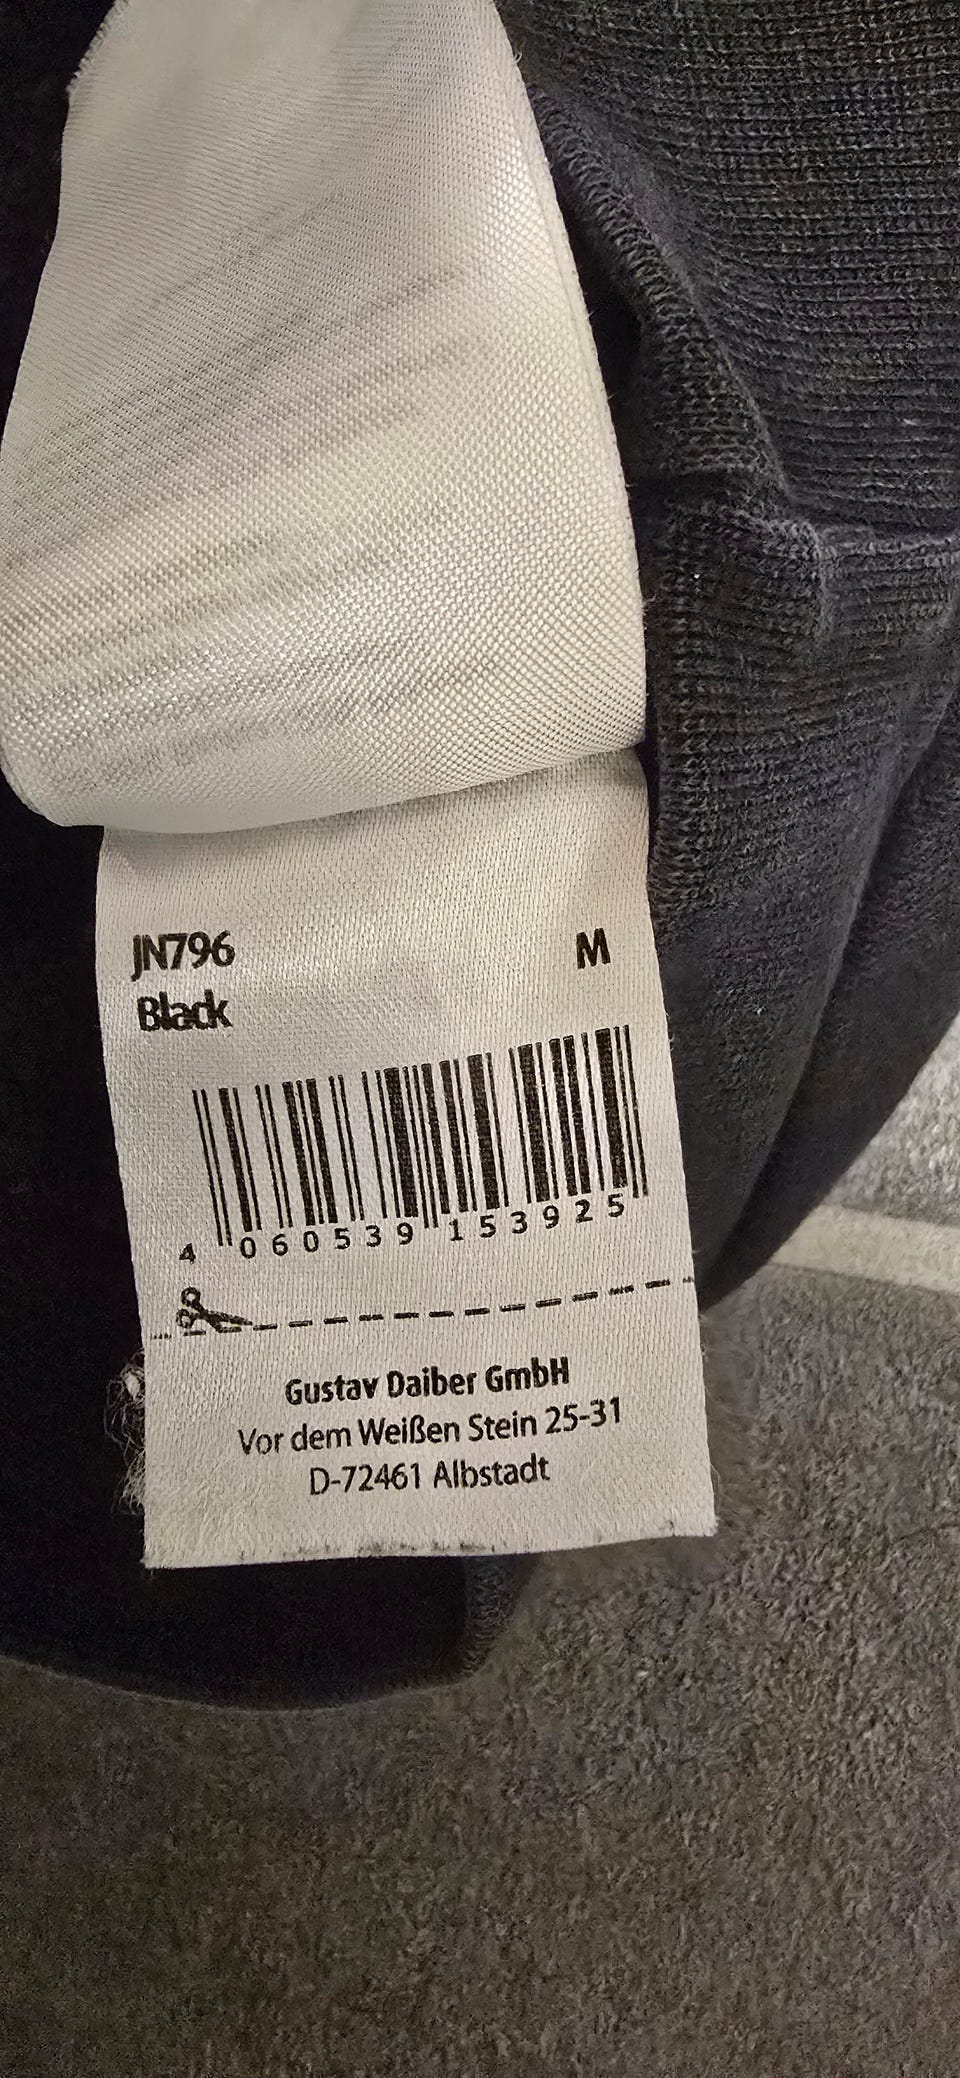 JN796 M
Black
4 060539 153925
Gustav Daiber GmbH
Vor dem Weißen Stein 25-31
D-72461 Albstadt